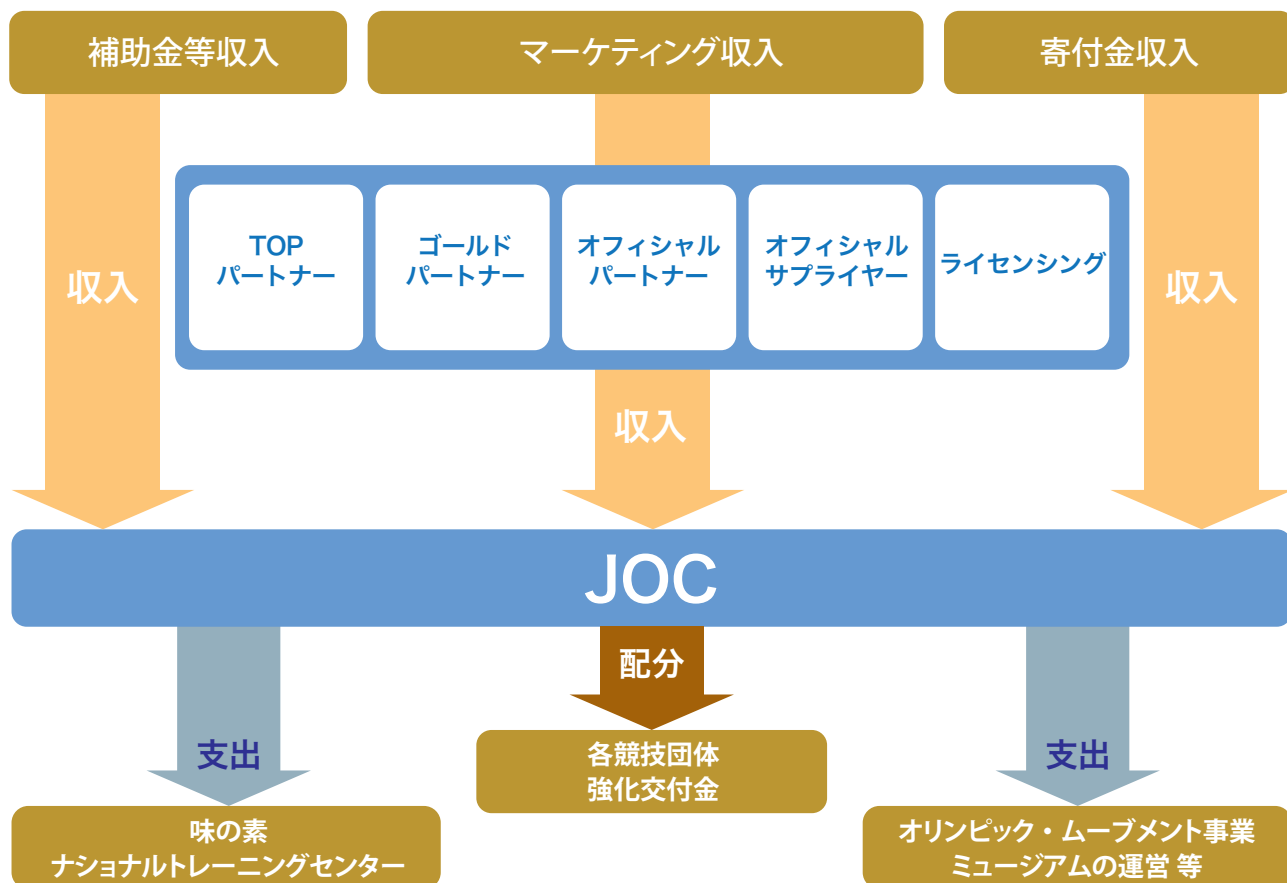 補助金等収入
マーケティング収入
寄付金収入
TOP
パートナー
ゴールド
パートナー
オフィシャル
パートナー
オフィシャル
サプライヤー
ライセンシング
収入
収入
収入
JOC
配分
支出
支出
各競技団体
強化交付金
味の素
ナショナルトレーニングセンター
オリンピック・ムーブメント事業
ミュージアムの運営 等